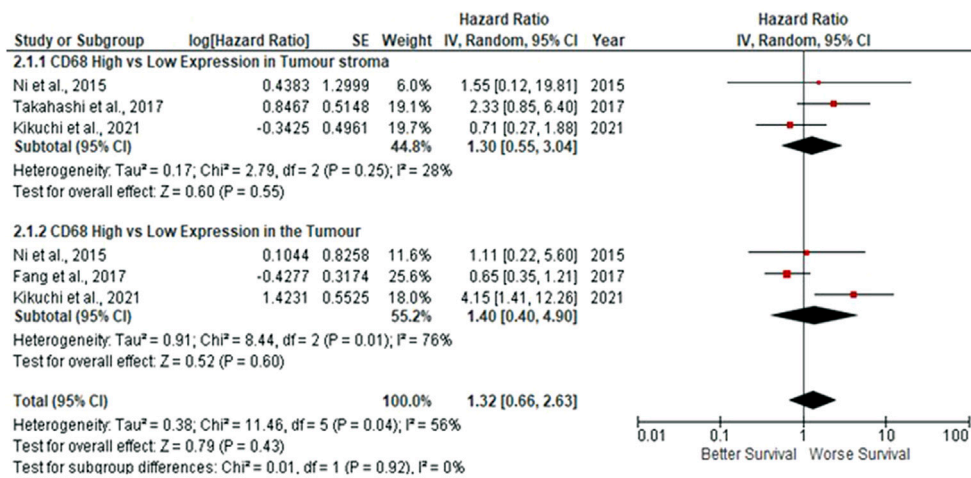 Hazard Ratio Hazard Ratio
Study or Subgroup log[Hazard Ratio] SE Weight IV, Random, 95% CI Year IV, Random, 95% CI
2.1.1 CD68 High vs Low Expression in Tumour stroma
Ni et al., 2015 0.4383 1.2999 6.0% 1.55 [0.12, 19.81] 2015
Takahashi et al., 2017 0.8467 0.5148 19.1% 2.33 [0.85, 6.40] 2017
Kikuchi et al., 2021 -0.3425 0.4961 19.7% 0.71 [0.27, 1.88] 2021
Subtotal (95% CI) 44.8% 1.30 [0.55, 3.04]
Heterogeneity: Tau² = 0.17; Chi² = 2.79, df = 2 (P = 0.25); I² = 28%
Test for overall effect: Z = 0.60 (P = 0.55)
2.1.2 CD68 High vs Low Expression in the Tumour
Ni et al., 2015 0.1044 0.8258 11.6% 1.11 [0.22, 5.60] 2015
Fang et al., 2017 -0.4277 0.3174 25.6% 0.65 [0.35, 1.21] 2017
Kikuchi et al., 2021 1.4231 0.5525 18.0% 4.15 [1.41, 12.26] 2021
Subtotal (95% CI) 55.2% 1.40 [0.40, 4.90]
Heterogeneity: Tau² = 0.91; Chi² = 8.44, df = 2 (P = 0.01); I² = 76%
Test for overall effect: Z = 0.52 (P = 0.60)
Total (95% CI) 100.0% 1.32 [0.66, 2.63]
Heterogeneity: Tau² = 0.38; Chi² = 11.46, df = 5 (P = 0.04); I² = 56%
Test for overall effect: Z = 0.79 (P = 0.43)
Test for subgroup differences: Chi² = 0.01, df = 1 (P = 0.92), I² = 0%
0.01 0.1 1 10 100
Better Survival Worse Survival